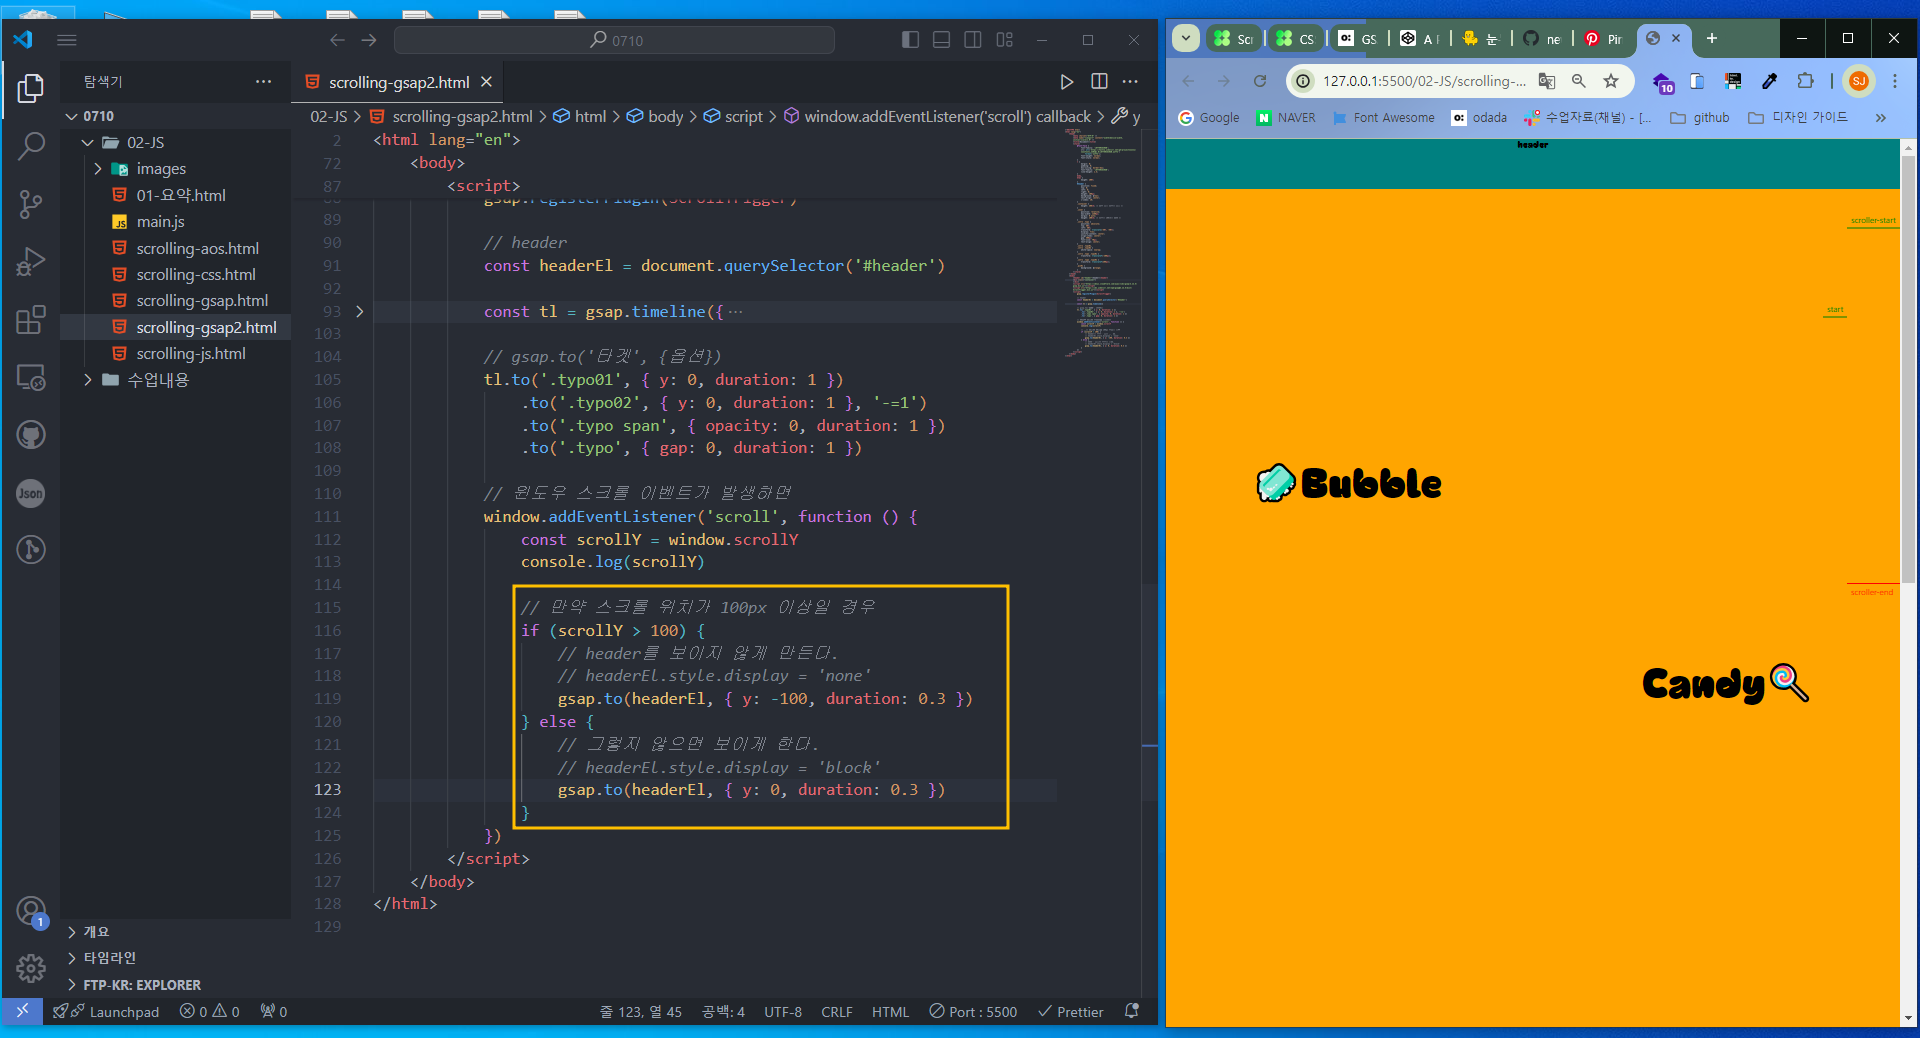 0710
탐색기
0710
02-JS
images
01-요약.html
main.js
scrolling-aos.html
scrolling-css.html
scrolling-gsap.html
scrolling-gsap2.html
scrolling-js.html
수업내용
개요
타임라인
FTP-KR: EXPLORER
scrolling-gsap2.html
02-JS > scrolling-gsap2.html > html > body > script > window.addEventListener('scroll') callback > y
2 <html lang="en">
72 <body>
87 <script>
88 gsap.registerPlugin(ScrollTrigger)
89
90 // header
91 const headerEl = document.querySelector('#header')
92
93 const tl = gsap.timeline({ ⋯
103
104 // gsap.to('타겟', {옵션})
105 tl.to('.typo01', { y: 0, duration: 1 })
106 .to('.typo02', { y: 0, duration: 1 }, '-=1')
107 .to('.typo span', { opacity: 0, duration: 1 })
108 .to('.typo', { gap: 0, duration: 1 })
109
110 // 윈도우 스크롤 이벤트가 발생하면
111 window.addEventListener('scroll', function () {
112 const scrollY = window.scrollY
113 console.log(scrollY)
114
115 // 만약 스크롤 위치가 100px 이상일 경우
116 if (scrollY > 100) {
117 // header를 보이지 않게 만든다.
118 // headerEl.style.display = 'none'
119 gsap.to(headerEl, { y: -100, duration: 0.3 })
120 } else {
121 // 그렇지 않으면 보이게 한다.
122 // headerEl.style.display = 'block'
123 gsap.to(headerEl, { y: 0, duration: 0.3 })
124 }
125 })
126 </script>
127 </body>
128 </html>
129
Json
1
Launchpad 0 0 0
줄 123, 열 45 공백: 4 UTF-8 CRLF HTML Port : 5500 Prettier
Scr CS GS A F 눈 ne Pir
127.0.0.1:5500/02-JS/scrolling-... 10 SJ
Google NAVER Font Awesome odada 수업자료(채널) - [... github 디자인 가이드
header
scroller-start
start
Bubble
scroller-end
Candy